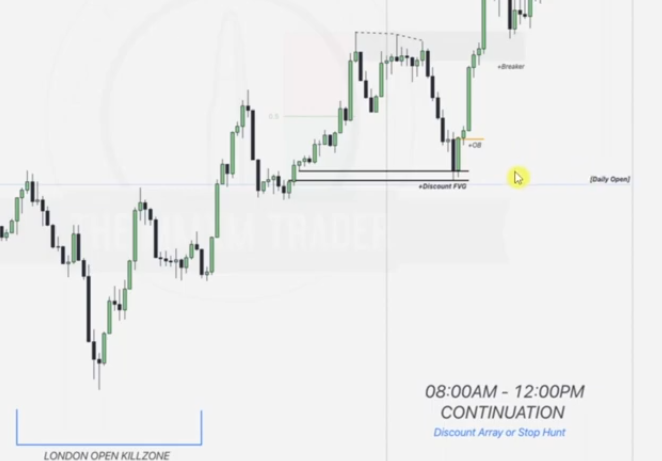 0.5
+Breaker
+OB
[Daily Open]
+Discount FVG
TRADER
08:00AM - 12:00PM
CONTINUATION
Discount Array or Stop Hunt
LONDON OPEN KILLZONE